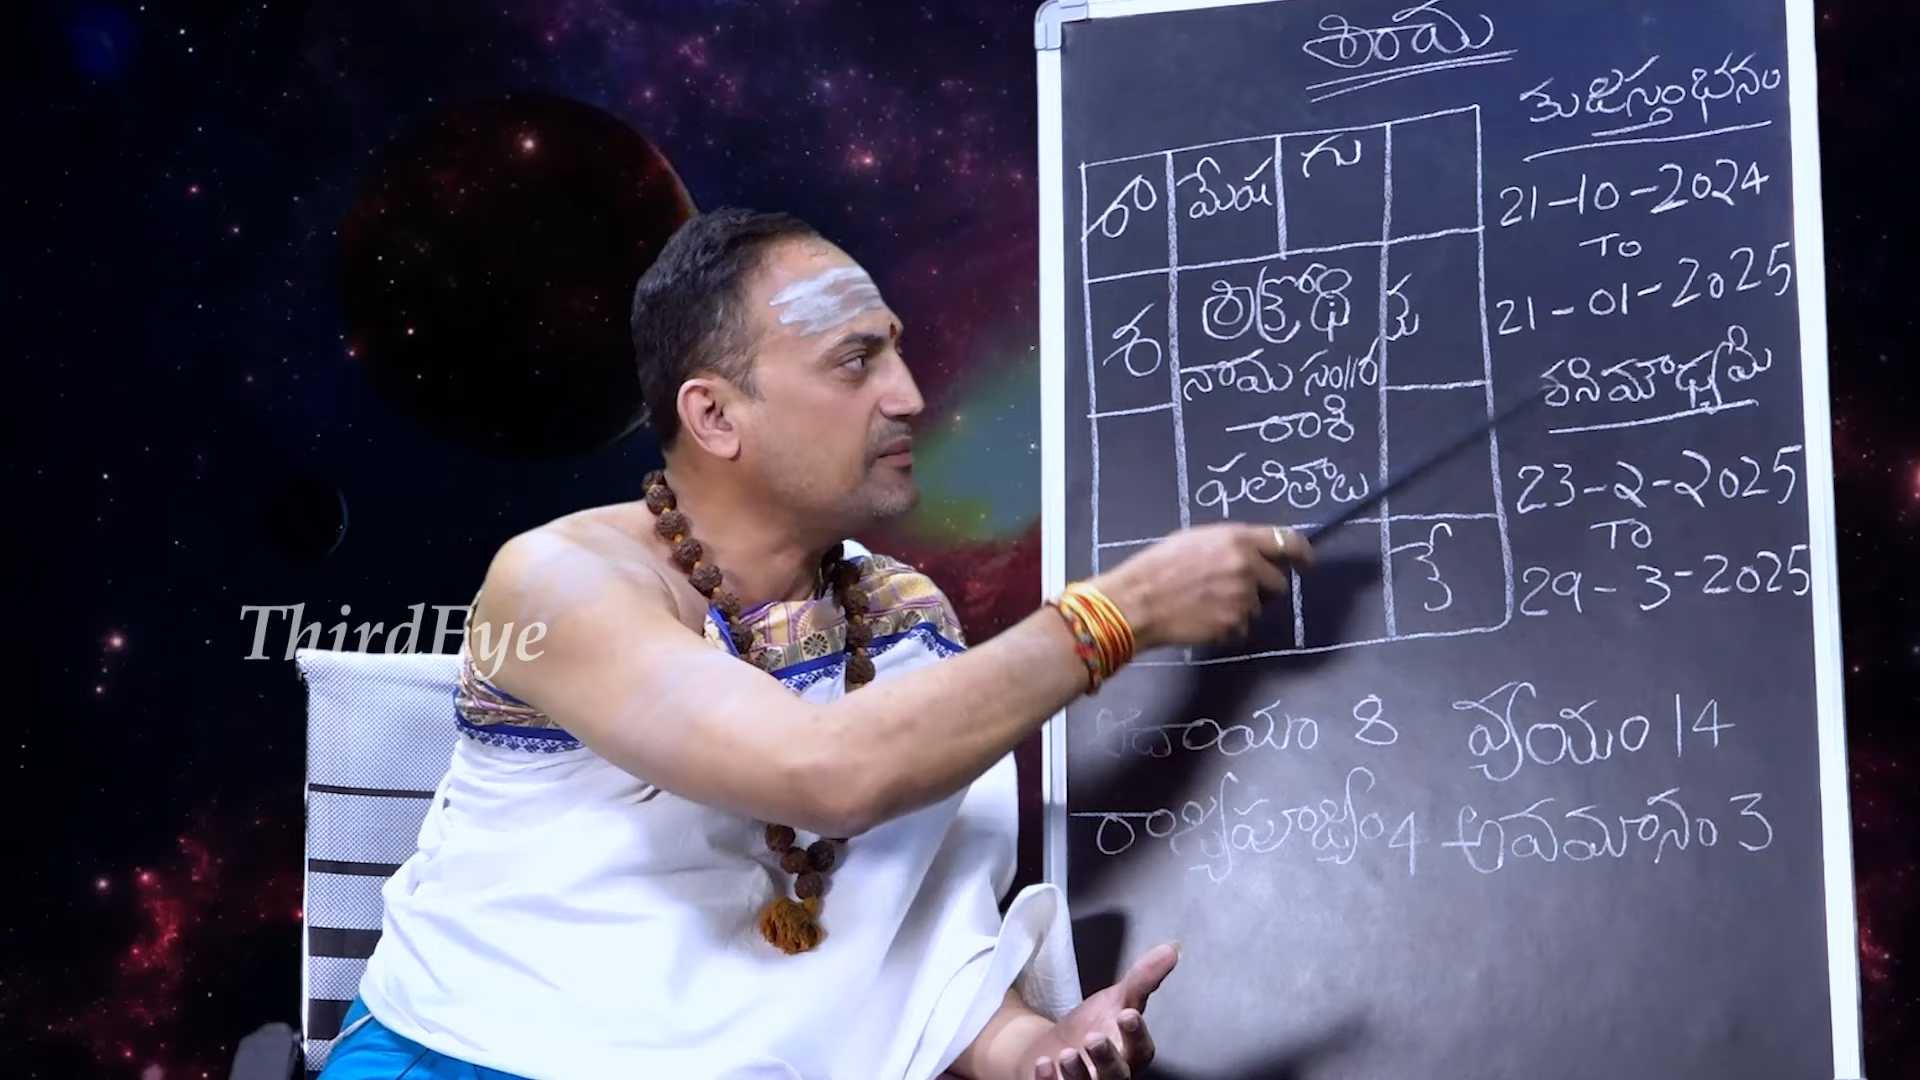 శ్రీరామ
కుజస్తంభనం
21-10-2024
TO
21-01-2025
శనిమౌఢ్యమి
23-2-2025
TO
29-3-2025
రా మేష గు
శ శ్రీక్రోధి కు
నామ సం||ర
రాశి
ఫలితాలు
కే
ఆదాయం 8 వ్యయం 14
రాజ్యపూజ్యం 4 అవమానం 3
ThirdEye